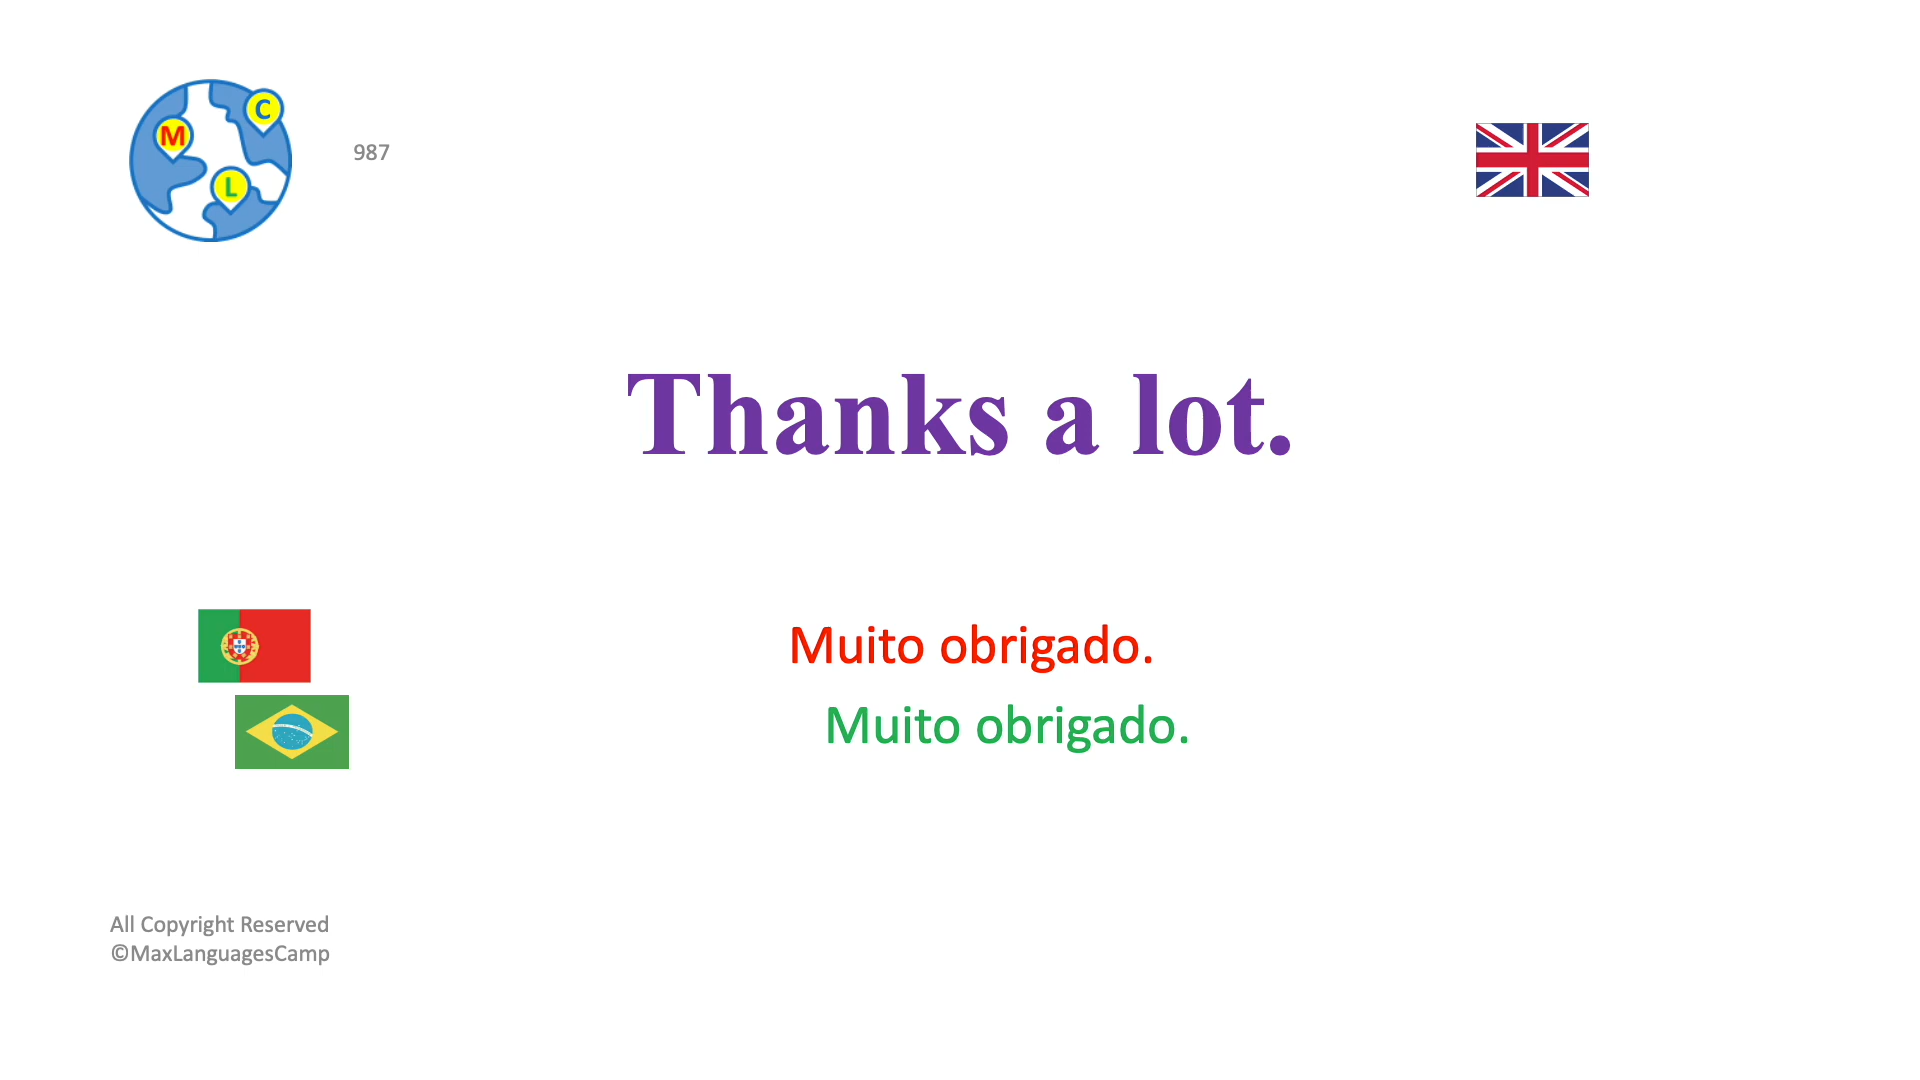 M
C
L
987
Thanks a lot.
Muito obrigado.
Muito obrigado.
All Copyright Reserved
©MaxLanguagesCamp